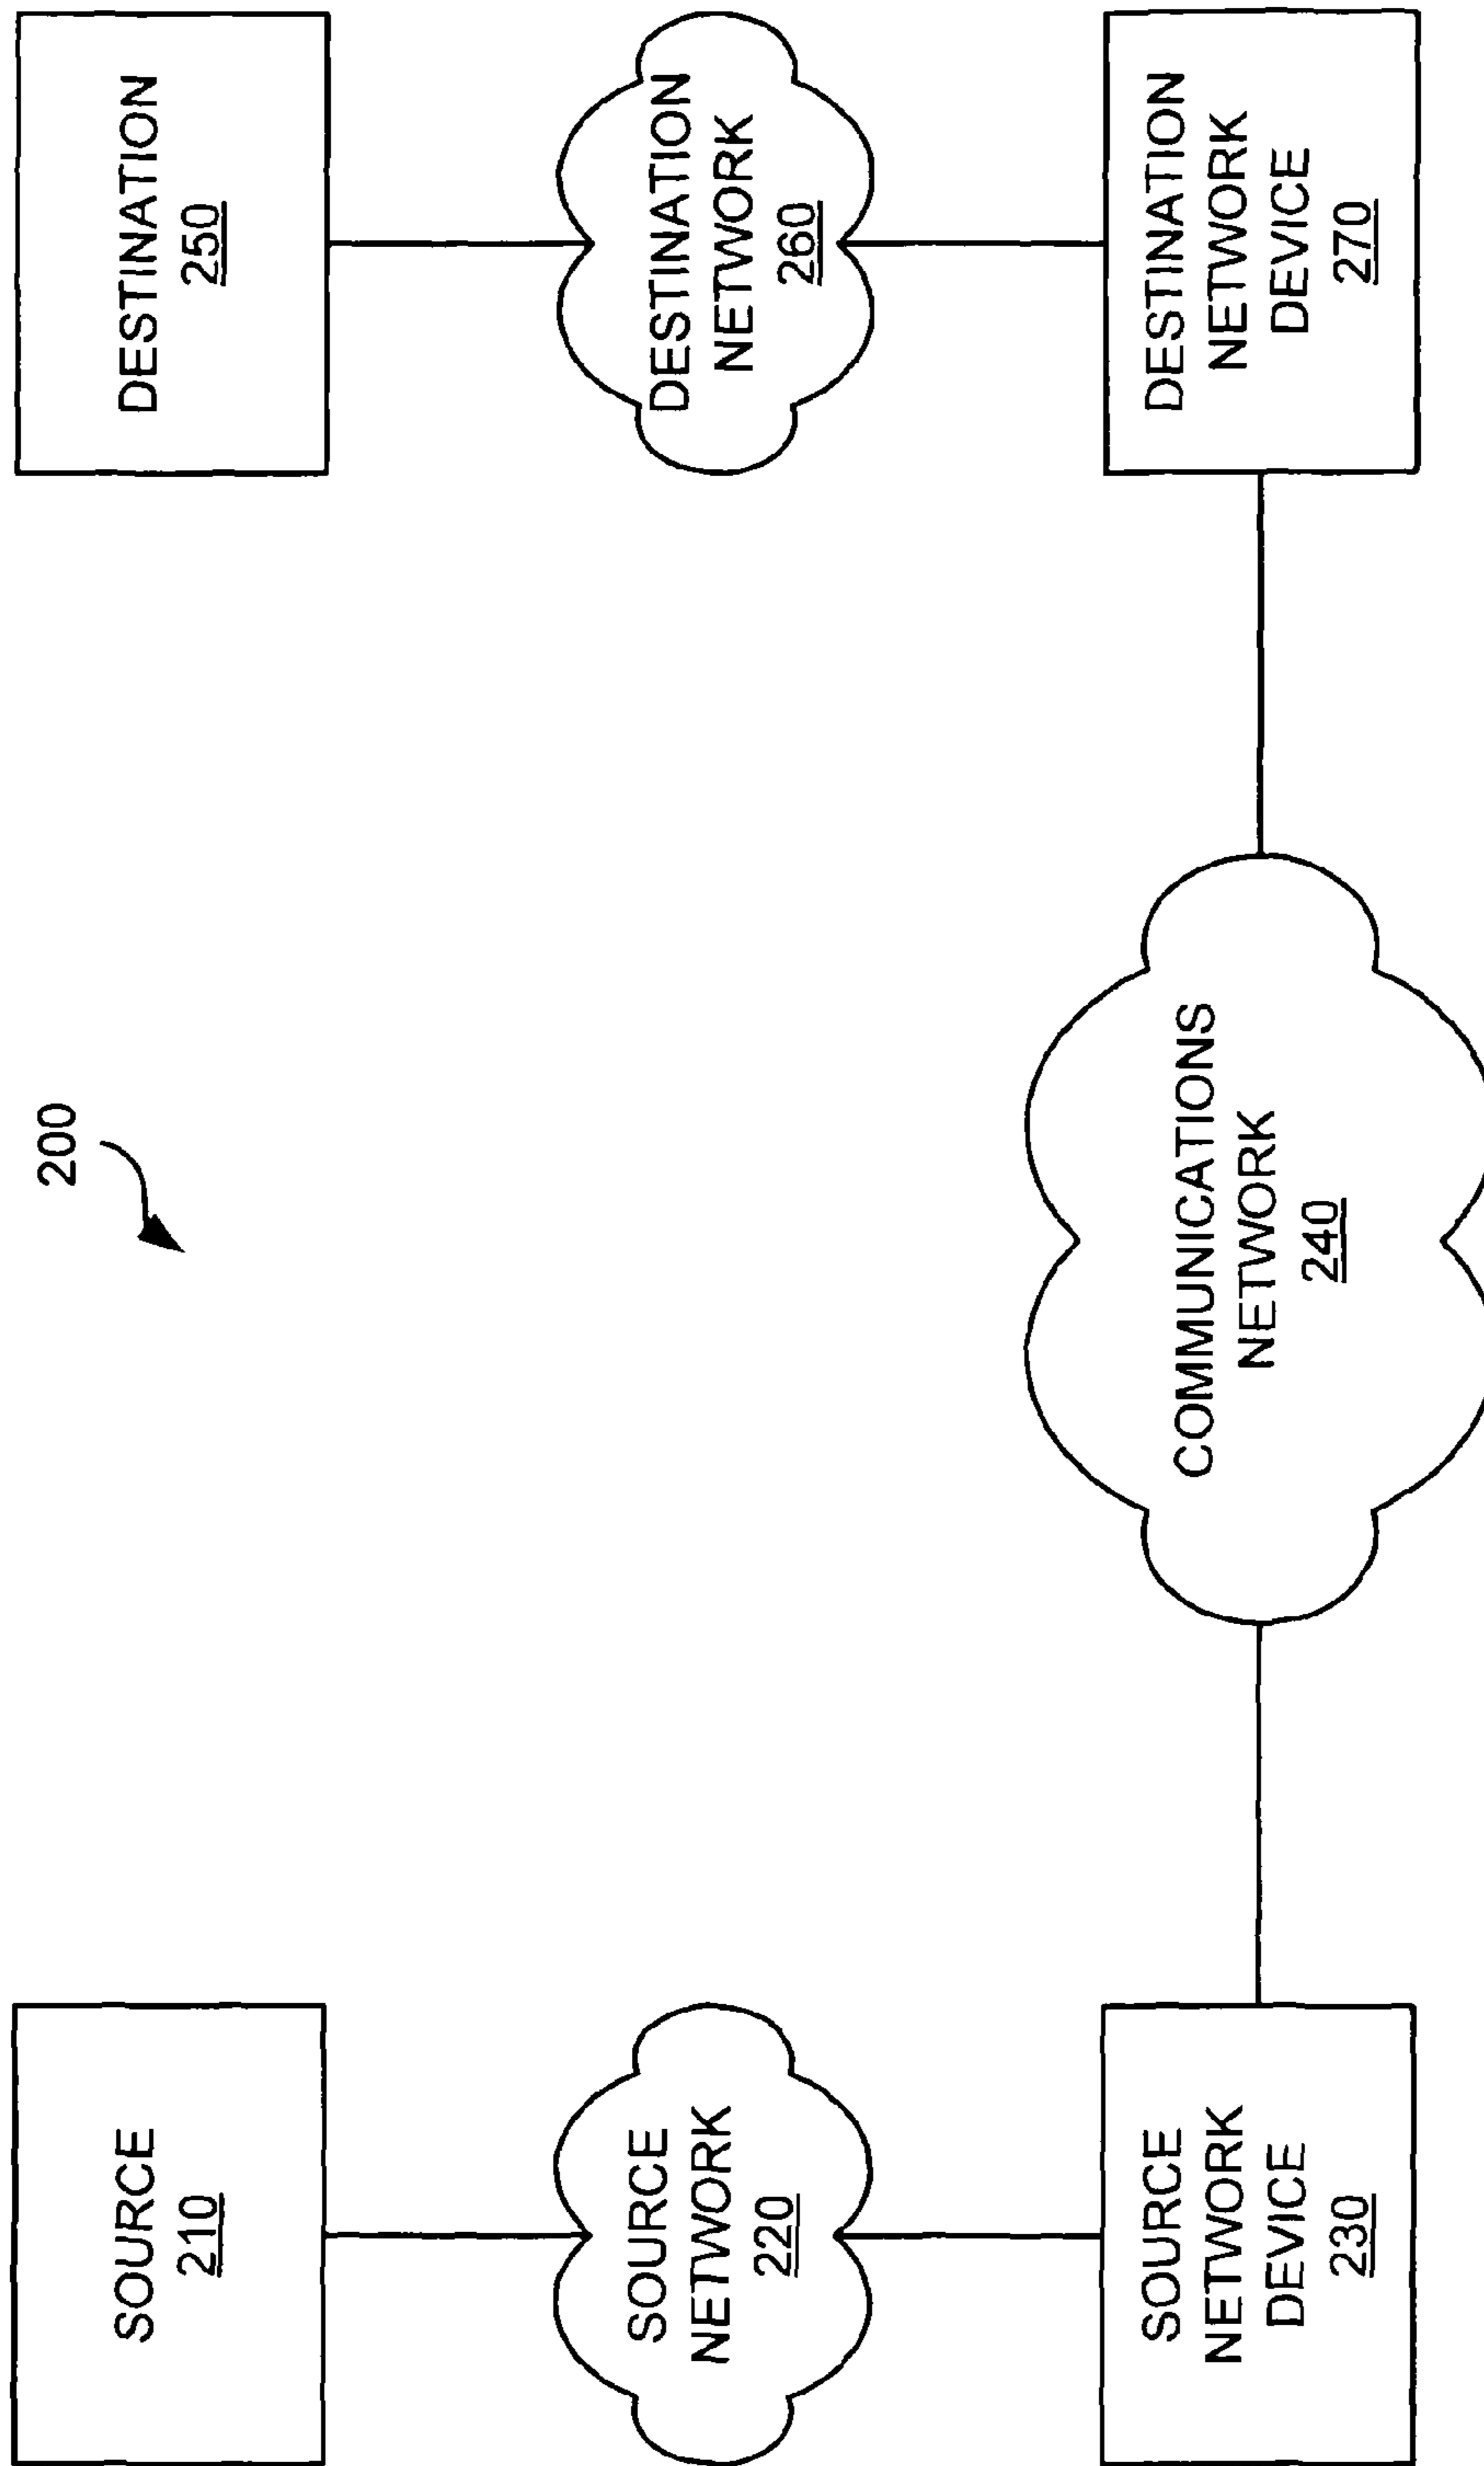 200
SOURCE
210
DESTINATION
250
SOURCE
NETWORK
220
DESTINATION
NETWORK
260
SOURCE
NETWORK
DEVICE
230
COMMUNICATIONS
NETWORK
240
DESTINATION
NETWORK
DEVICE
270